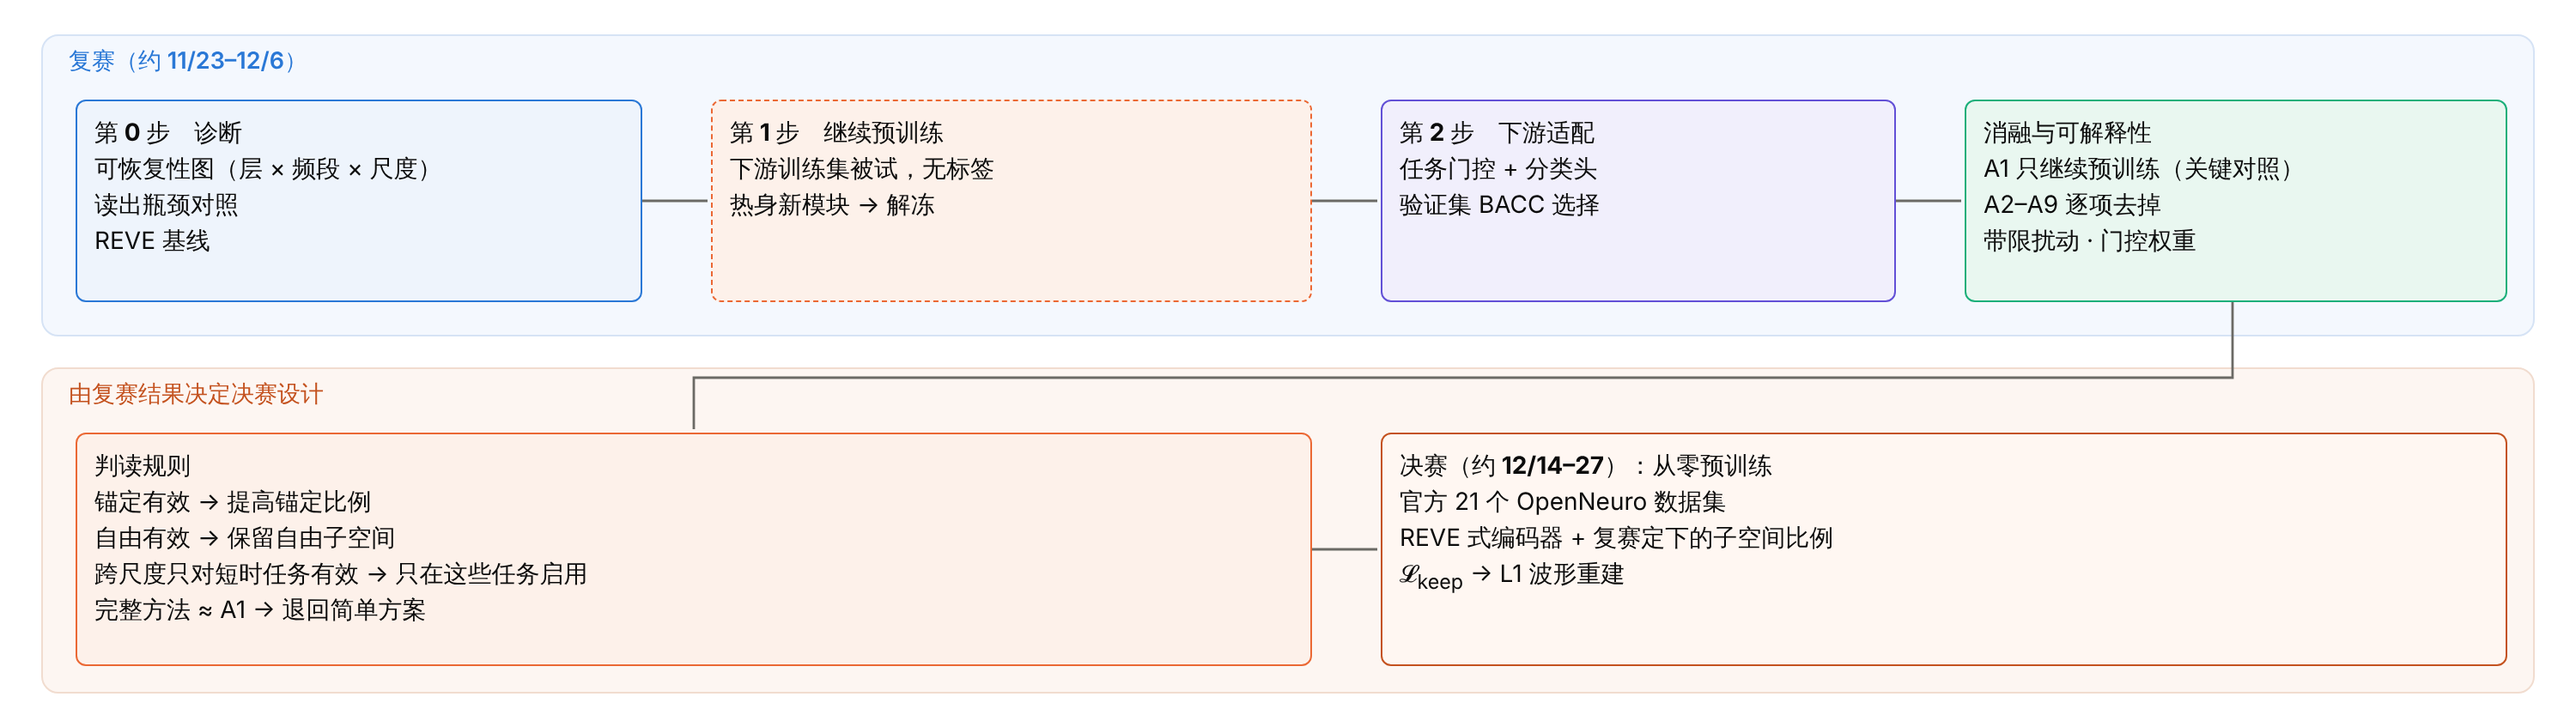 复赛（约 11/23–12/6）
第 0 步　诊断
可恢复性图（层 × 频段 × 尺度）
读出瓶颈对照
REVE 基线
第 1 步　继续预训练
下游训练集被试，无标签
热身新模块 → 解冻
第 2 步　下游适配
任务门控 + 分类头
验证集 BACC 选择
消融与可解释性
A1 只继续预训练（关键对照）
A2–A9 逐项去掉
带限扰动 · 门控权重
由复赛结果决定决赛设计
判读规则
锚定有效 → 提高锚定比例
自由有效 → 保留自由子空间
跨尺度只对短时任务有效 → 只在这些任务启用
完整方法 ≈ A1 → 退回简单方案
决赛（约 12/14–27）：从零预训练
官方 21 个 OpenNeuro 数据集
REVE 式编码器 + 复赛定下的子空间比例
ℒkeep → L1 波形重建